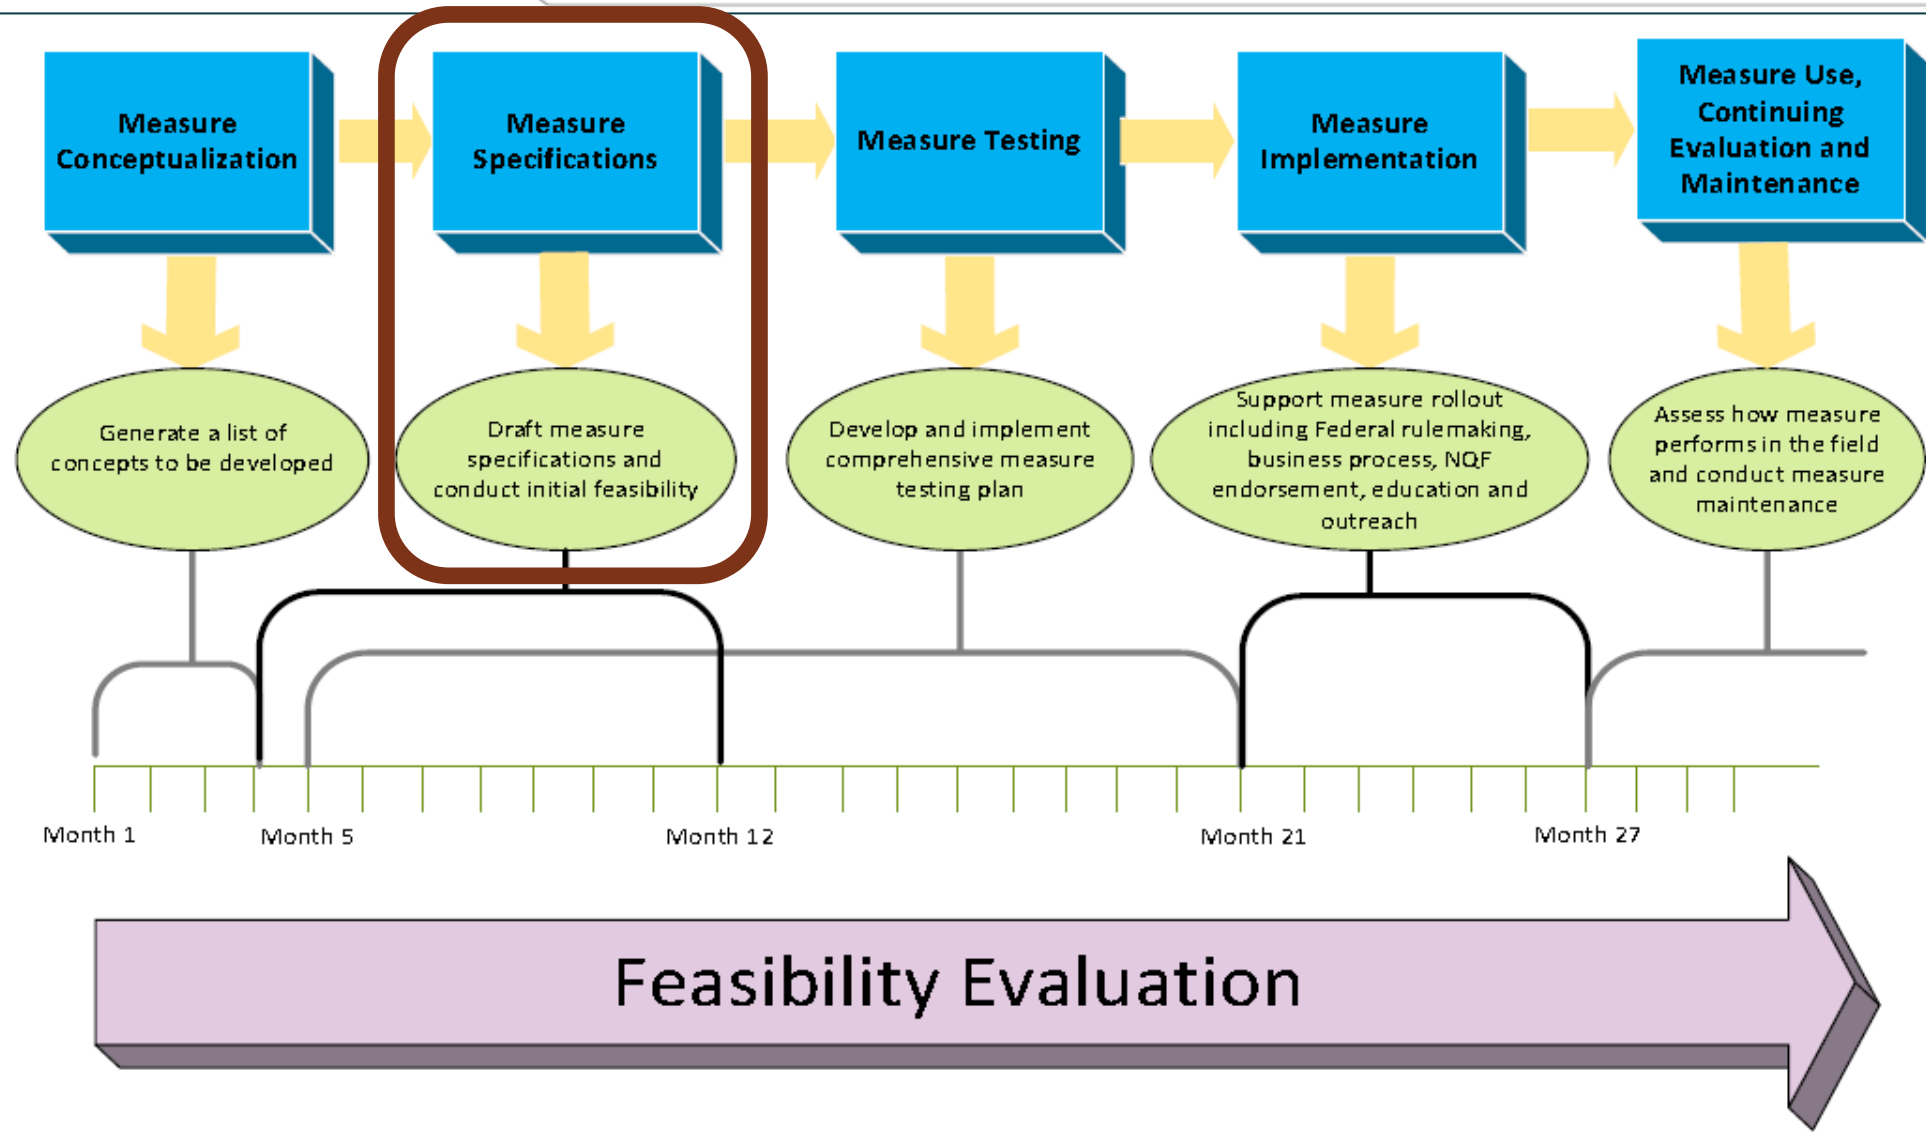 Measure
Conceptualization
Measure
Specifications
Measure Testing
Measure
Implementation
Measure Use,
Continuing
Evaluation and
Maintenance
Generate a list of
concepts to be developed
Draft measure
specifications and
conduct initial feasibility
Develop and implement
comprehensive measure
testing plan
Support measure rollout
including Federal rulemaking,
business process, NQF
endorsement, education and
outreach
Assess how measure
performs in the field
and conduct measure
maintenance
Month 1
Month 5
Month 12
Month 21
Month 27
Feasibility Evaluation